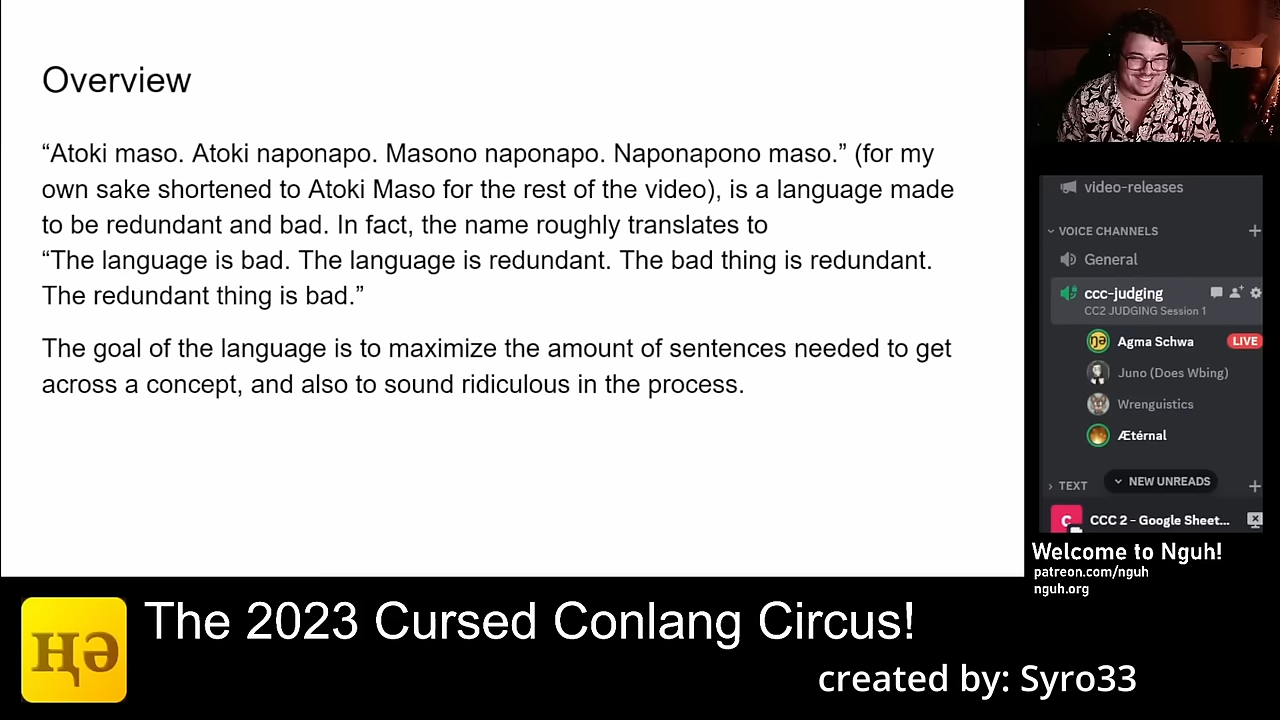 Overview
“Atoki maso. Atoki naponapo. Masono naponapo. Naponapono maso.” (for my
own sake shortened to Atoki Maso for the rest of the video), is a language made
to be redundant and bad. In fact, the name roughly translates to
“The language is bad. The language is redundant. The bad thing is redundant.
The redundant thing is bad.”
The goal of the language is to maximize the amount of sentences needed to get
across a concept, and also to sound ridiculous in the process.
video-releases
VOICE CHANNELS
General
ccc-judging
CC2 JUDGING Session 1
ңə Agma Schwa LIVE
Juno (Does Wbing)
Wrenguistics
Ætérnal
TEXT NEW UNREADS
C CCC 2 - Google Sheet...
Welcome to Nguh!
patreon.com/nguh
nguh.org
ңə
The 2023 Cursed Conlang Circus!
created by: Syro33